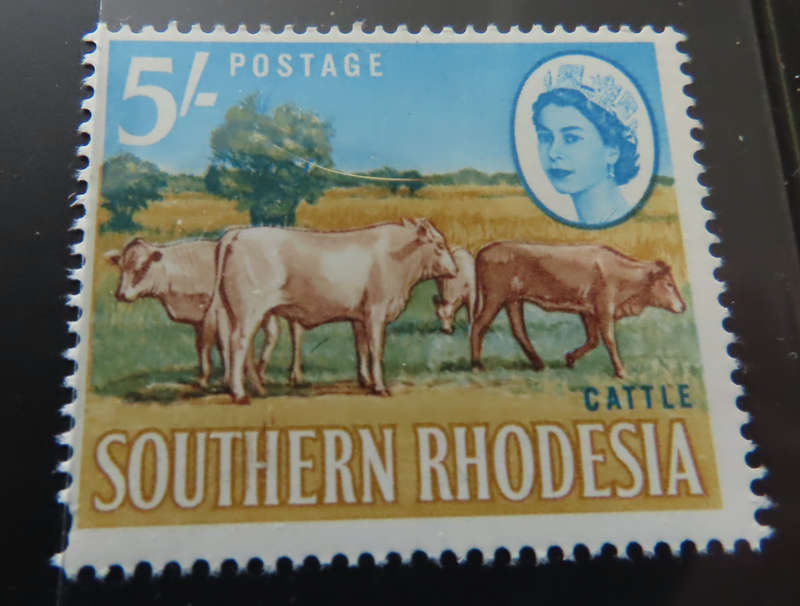 5/- POSTAGE
CATTLE
SOUTHERN RHODESIA